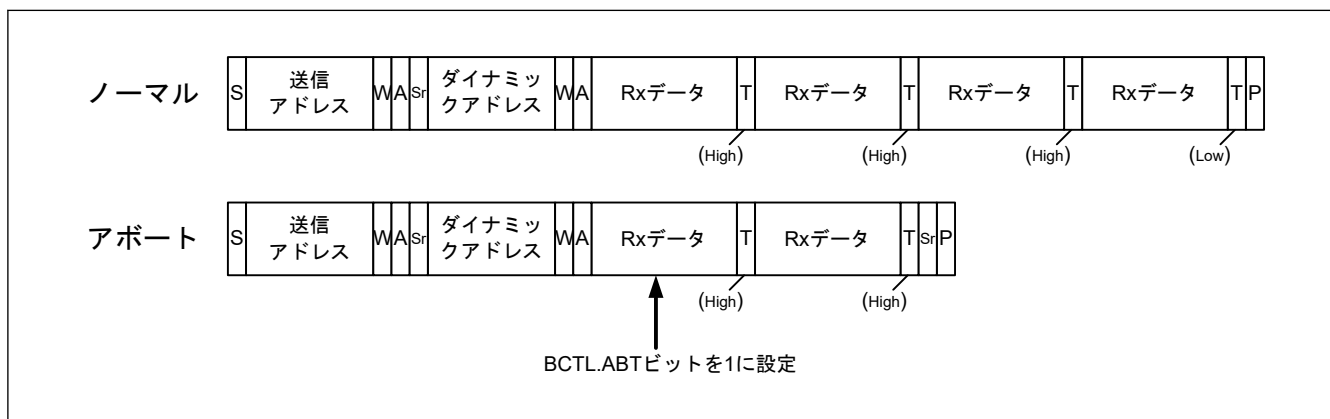 ノーマル
S 送信アドレス W A Sr ダイナミックアドレス W A Rxデータ T Rxデータ T Rxデータ T Rxデータ T P
(High) (High) (High) (Low)
アボート
S 送信アドレス W A Sr ダイナミックアドレス W A Rxデータ T Rxデータ T Sr P
(High) (High)
BCTL.ABTビットを1に設定